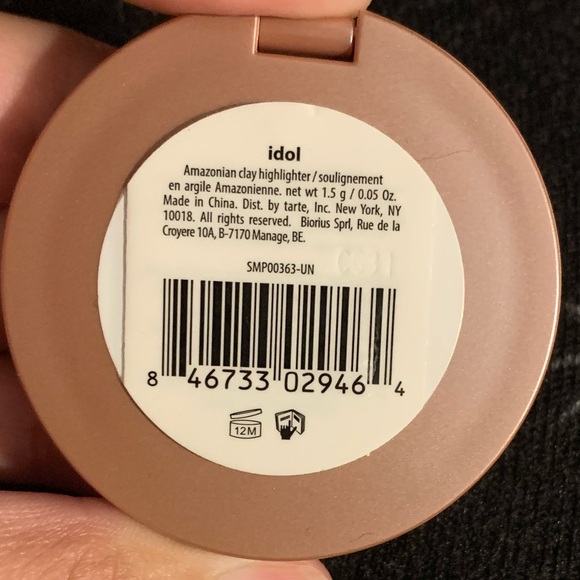 idol
Amazonian clay highlighter / soulignement
en argile Amazonienne. net wt 1.5 g / 0.05 Oz.
Made in China. Dist. by tarte, Inc. New York, NY
10018. All rights reserved. Biorius Sprl, Rue de la
Croyere 10A, B-7170 Manage, BE.
SMP00363-UN
8 46733 02946 4
12M